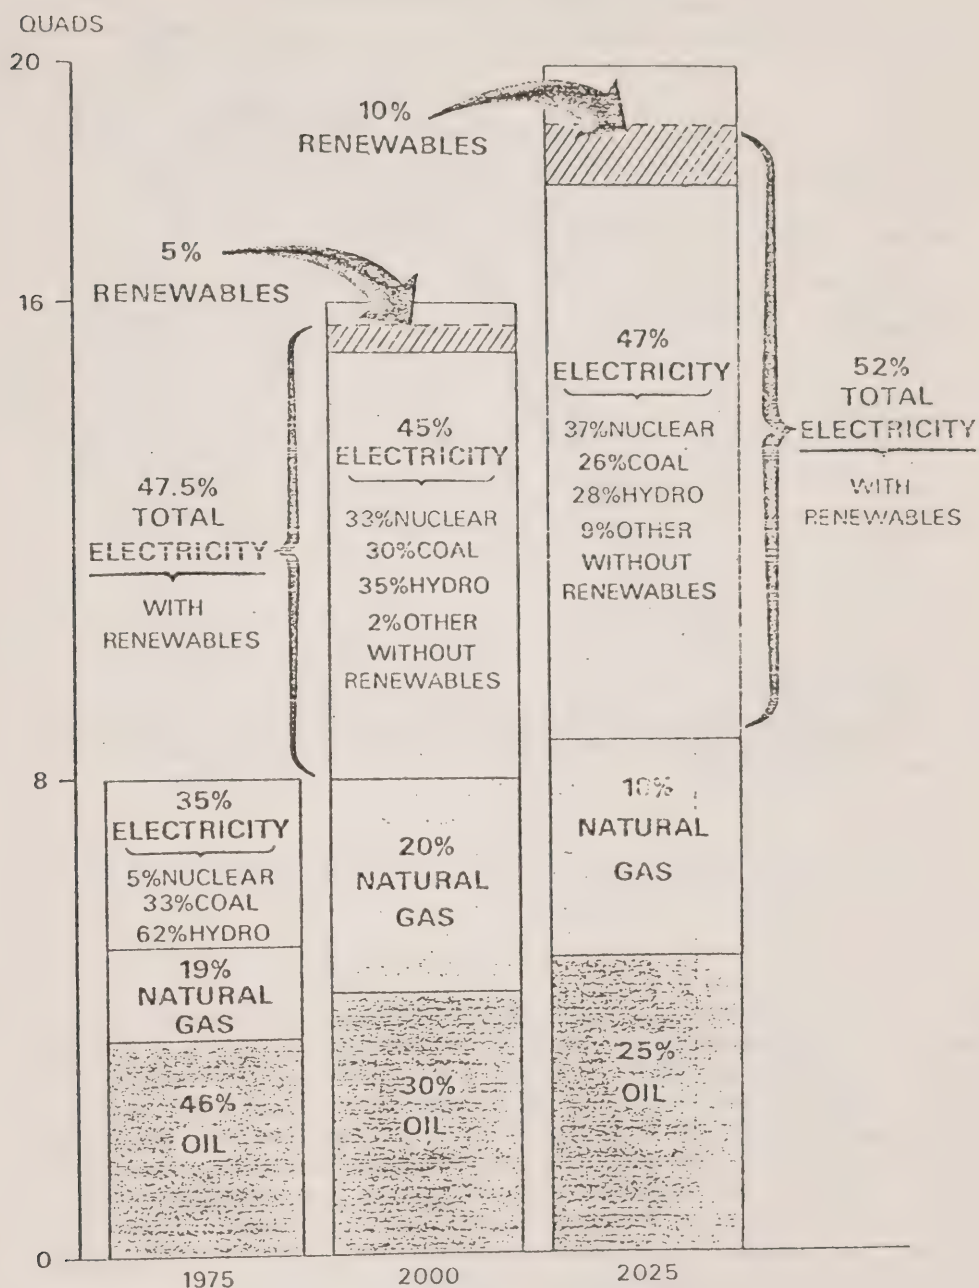 QUADS
20
16
8
0
10%
RENEWABLES
5%
RENEWABLES
47.5%
TOTAL
ELECTRICITY
WITH
RENEWABLES
35%
ELECTRICITY
5%NUCLEAR
33%COAL
62%HYDRO
19%
NATURAL
GAS
46%
OIL
45%
ELECTRICITY
33%NUCLEAR
30%COAL
35%HYDRO
2%OTHER
WITHOUT
RENEWABLES
20%
NATURAL
GAS
30%
OIL
47%
ELECTRICITY
37%NUCLEAR
26%COAL
28%HYDRO
9%OTHER
WITHOUT
RENEWABLES
NATURAL
GAS
25%
OIL
52%
TOTAL
ELECTRICITY
WITH
RENEWABLES
1975
2000
2025